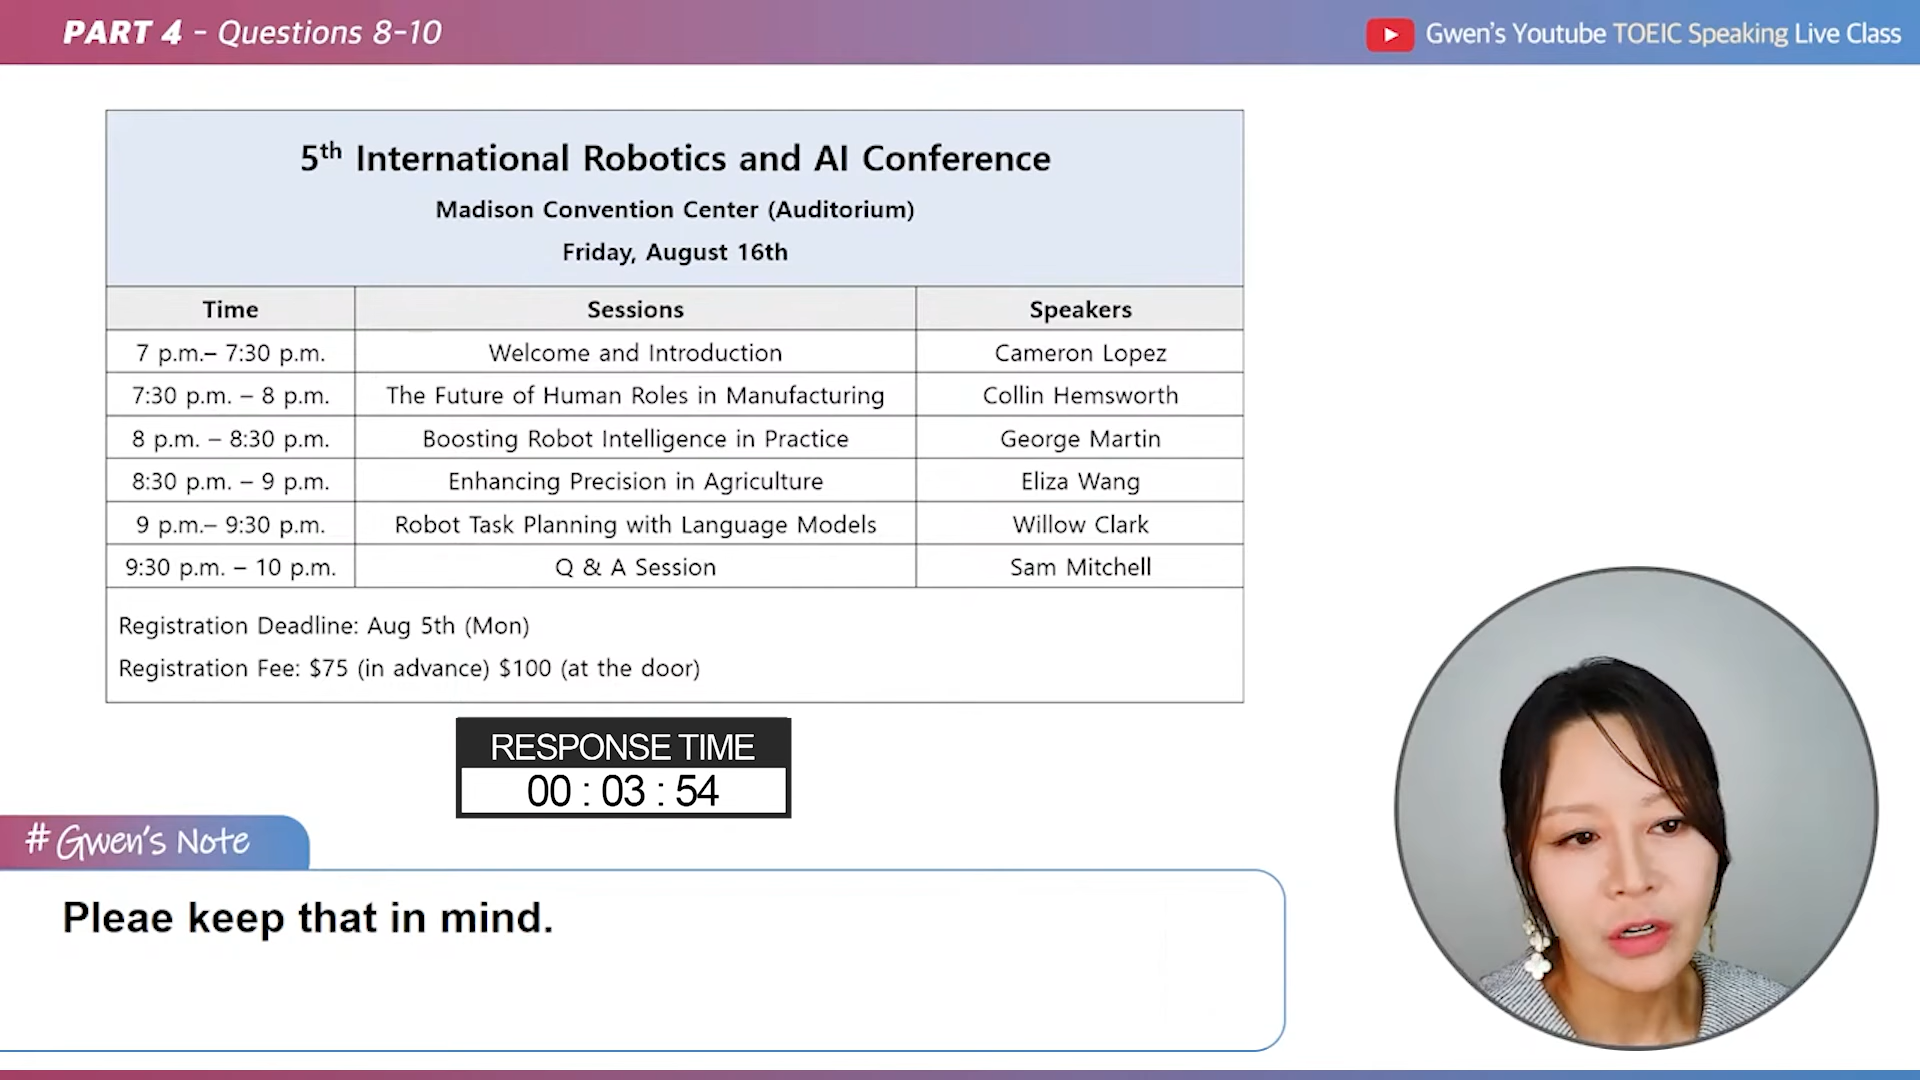 PART 4 - Questions 8-10
Gwen's Youtube TOEIC Speaking Live Class
5th International Robotics and AI Conference
Madison Convention Center (Auditorium)
Friday, August 16th
Time Sessions Speakers
7 p.m.– 7:30 p.m. Welcome and Introduction Cameron Lopez
7:30 p.m. – 8 p.m. The Future of Human Roles in Manufacturing Collin Hemsworth
8 p.m. – 8:30 p.m. Boosting Robot Intelligence in Practice George Martin
8:30 p.m. – 9 p.m. Enhancing Precision in Agriculture Eliza Wang
9 p.m.– 9:30 p.m. Robot Task Planning with Language Models Willow Clark
9:30 p.m. – 10 p.m. Q & A Session Sam Mitchell
Registration Deadline: Aug 5th (Mon)
Registration Fee: $75 (in advance) $100 (at the door)
RESPONSE TIME
00 : 03 : 54
# Gwen's Note
Pleae keep that in mind.